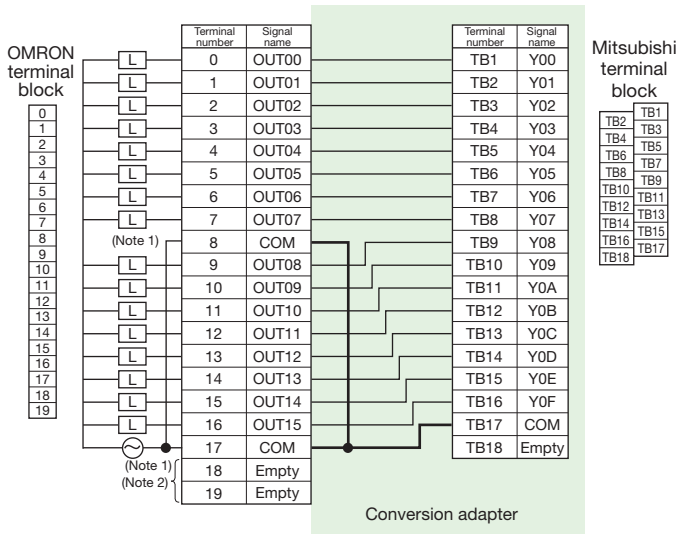 OMRON
terminal
block
0
1
2
3
4
5
6
7
8
9
10
11
12
13
14
15
16
17
18
19
Terminal number Signal name
L 0 OUT00
L 1 OUT01
L 2 OUT02
L 3 OUT03
L 4 OUT04
L 5 OUT05
L 6 OUT06
L 7 OUT07
(Note 1) 8 COM
L 9 OUT08
L 10 OUT09
L 11 OUT10
L 12 OUT11
L 13 OUT12
L 14 OUT13
L 15 OUT14
L 16 OUT15
17 COM
(Note 1) 18 Empty
(Note 2) 19 Empty
Terminal number Signal name
TB1 Y00
TB2 Y01
TB3 Y02
TB4 Y03
TB5 Y04
TB6 Y05
TB7 Y06
TB8 Y07
TB9 Y08
TB10 Y09
TB11 Y0A
TB12 Y0B
TB13 Y0C
TB14 Y0D
TB15 Y0E
TB16 Y0F
TB17 COM
TB18 Empty
Conversion adapter
Mitsubishi
terminal
block
TB1
TB2
TB3
TB4
TB5
TB6
TB7
TB8
TB9
TB10
TB11
TB12
TB13
TB14
TB15
TB16
TB17
TB18